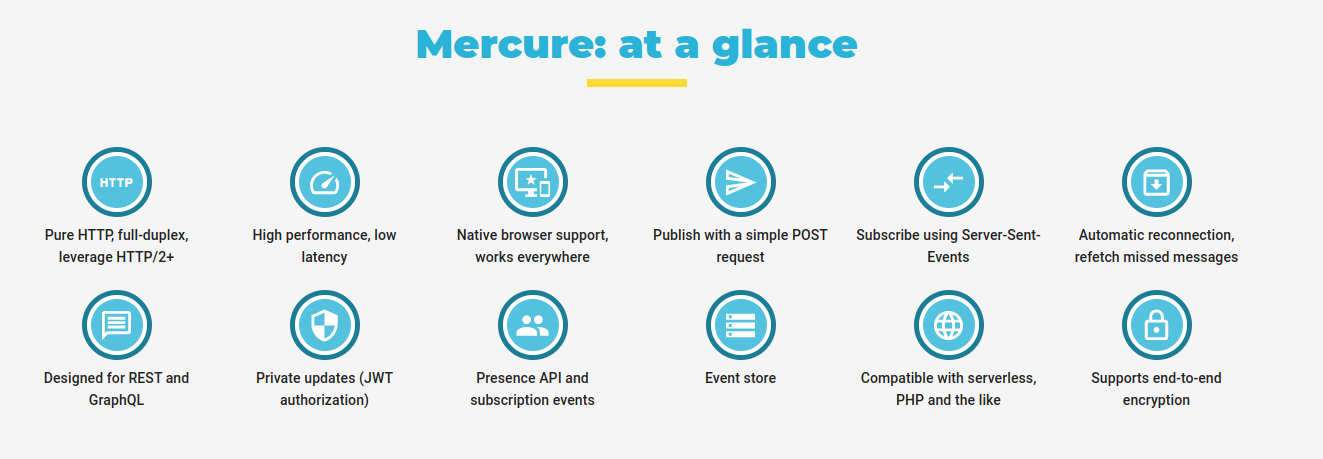 Mercure: at a glance
HTTP
Pure HTTP, full-duplex,
leverage HTTP/2+
High performance, low
latency
Native browser support,
works everywhere
Publish with a simple POST
request
Subscribe using Server-Sent-
Events
Automatic reconnection,
refetch missed messages
Designed for REST and
GraphQL
Private updates (JWT
authorization)
Presence API and
subscription events
Event store
Compatible with serverless,
PHP and the like
Supports end-to-end
encryption